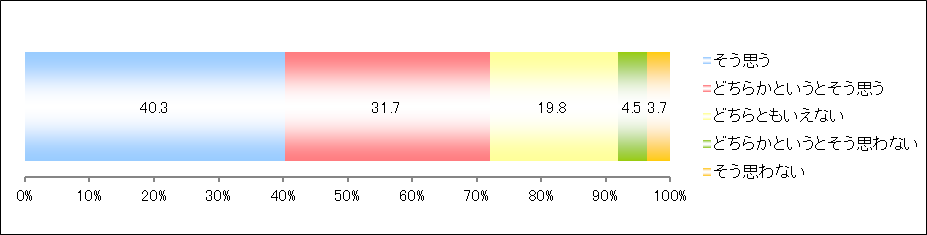 40.3 31.7 19.8 4.5 3.7
0% 10% 20% 30% 40% 50% 60% 70% 80% 90% 100%
そう思う
どちらかというとそう思う
どちらともいえない
どちらかというとそう思わない
そう思わない